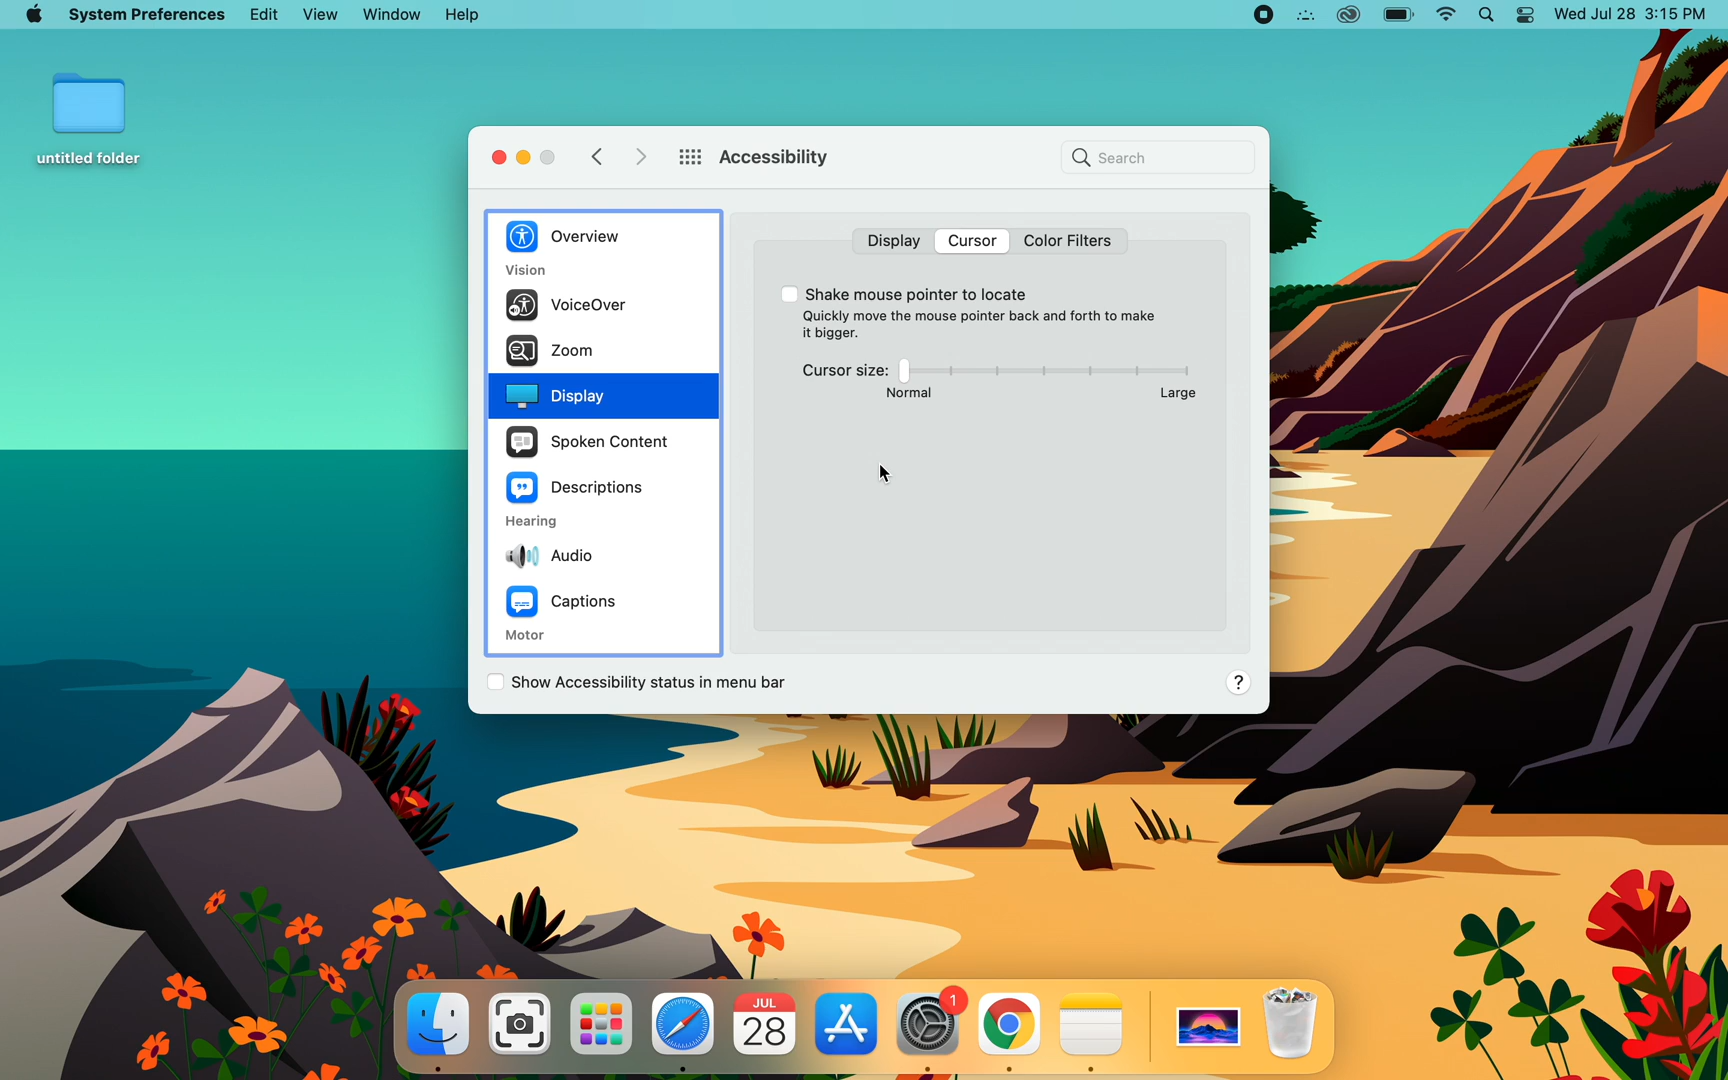 System Preferences Edit View Window Help Wed Jul 28 3:15 PM
untitled folder
Accessibility Search
Overview
Vision
VoiceOver
Zoom
Display
Spoken Content
Descriptions
Hearing
Audio
Captions
Motor
Display Cursor Color Filters
Shake mouse pointer to locate
Quickly move the mouse pointer back and forth to make
it bigger.
Cursor size:
Normal Large
Show Accessibility status in menu bar ?
JUL
28
1